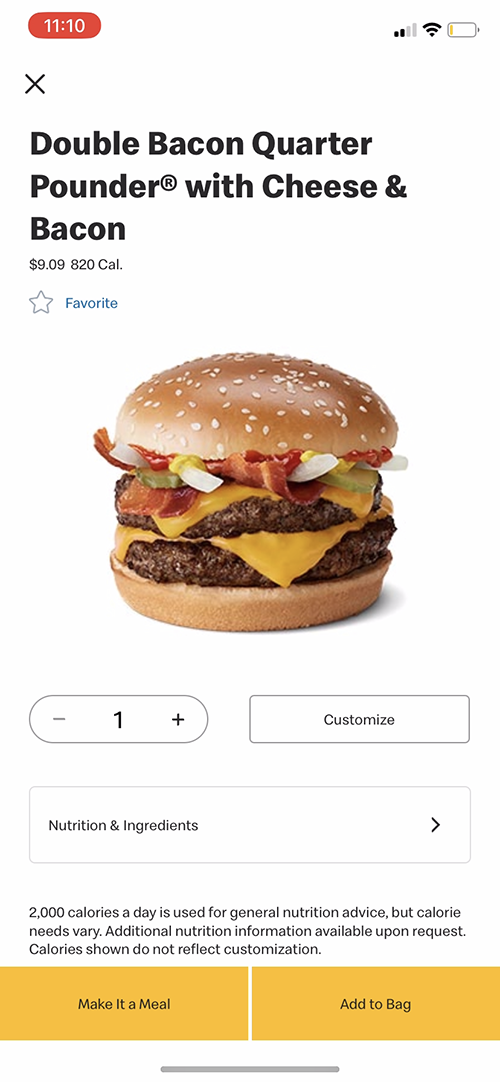 11:10
Double Bacon Quarter
Pounder® with Cheese &
Bacon
$9.09 820 Cal.
Favorite
1
Customize
Nutrition & Ingredients
2,000 calories a day is used for general nutrition advice, but calorie
needs vary. Additional nutrition information available upon request.
Calories shown do not reflect customization.
Make It a Meal
Add to Bag